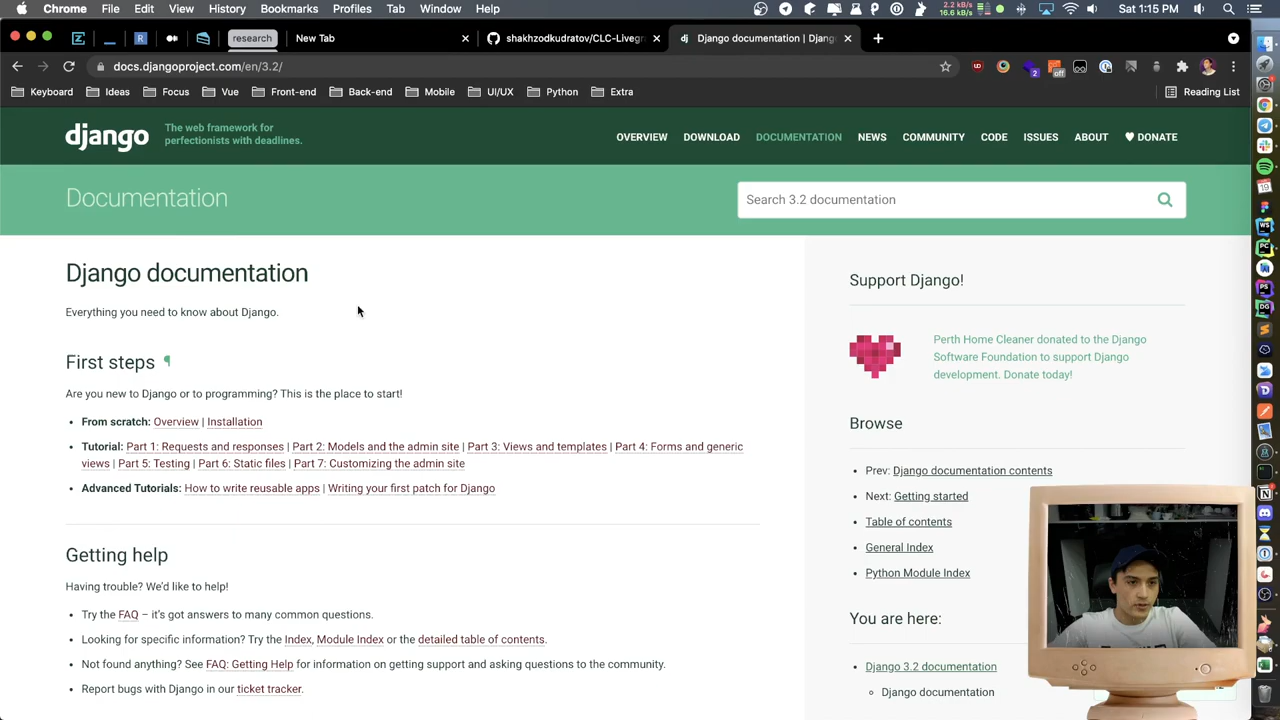 Chrome File Edit View History Bookmarks Profiles Tab Window Help
2.2 kB/s
16.6 kB/s
Sat 1:15 PM
research
New Tab
shakhzodkudratov/CLC-Livegr
dj Django documentation | Django
docs.djangoproject.com/en/3.2/
Keyboard Ideas Focus Vue Front-end Back-end Mobile UI/UX Python Extra
Reading List
django
The web framework for
perfectionists with deadlines.
OVERVIEW DOWNLOAD DOCUMENTATION NEWS COMMUNITY CODE ISSUES ABOUT ♥ DONATE
Documentation
Search 3.2 documentation
Django documentation
Everything you need to know about Django.
First steps ¶
Are you new to Django or to programming? This is the place to start!
• From scratch: Overview | Installation
• Tutorial: Part 1: Requests and responses | Part 2: Models and the admin site | Part 3: Views and templates | Part 4: Forms and generic
views | Part 5: Testing | Part 6: Static files | Part 7: Customizing the admin site
• Advanced Tutorials: How to write reusable apps | Writing your first patch for Django
Getting help
Having trouble? We'd like to help!
• Try the FAQ – it's got answers to many common questions.
• Looking for specific information? Try the Index, Module Index or the detailed table of contents.
• Not found anything? See FAQ: Getting Help for information on getting support and asking questions to the community.
• Report bugs with Django in our ticket tracker.
Support Django!
Perth Home Cleaner donated to the Django
Software Foundation to support Django
development. Donate today!
Browse
• Prev: Django documentation contents
• Next: Getting started
• Table of contents
• General Index
• Python Module Index
You are here:
• Django 3.2 documentation
Django documentation